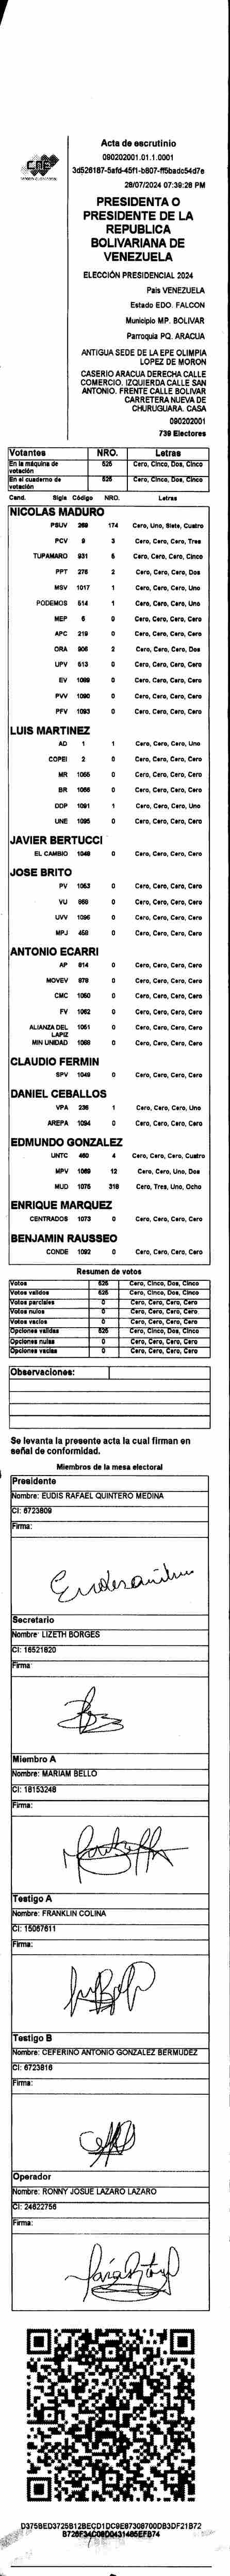 CNE
Acta de escrutinio
090202001.01.1.0001
3d526187-5afd-45f1-b807-ff5badc54d7e
28/07/2024 07:39:28 PM
PRESIDENTA O
PRESIDENTE DE LA
REPUBLICA
BOLIVARIANA DE
VENEZUELA
ELECCIÓN PRESIDENCIAL 2024
País VENEZUELA
Estado EDO. FALCON
Municipio MP. BOLIVAR
Parroquia PQ. ARACUA
ANTIGUA SEDE DE LA EPE OLIMPIA
LOPEZ DE MORON
CASERIO ARACUA DERECHA CALLE
COMERCIO. IZQUIERDA CALLE SAN
ANTONIO. FRENTE CALLE BOLIVAR
CARRETERA NUEVA DE
CHURUGUARA. CASA
090202001
739 Electores
Votantes NRO. Letras
En la máquina de votación 525 Cero, Cinco, Dos, Cinco
En el cuaderno de votación 525 Cero, Cinco, Dos, Cinco
Cand. Sigla Código NRO. Letras
NICOLAS MADURO
PSUV 269 174 Cero, Uno, Siete, Cuatro
PCV 9 3 Cero, Cero, Cero, Tres
TUPAMARO 931 5 Cero, Cero, Cero, Cinco
PPT 276 2 Cero, Cero, Cero, Dos
MSV 1017 1 Cero, Cero, Cero, Uno
PODEMOS 514 1 Cero, Cero, Cero, Uno
MEP 6 0 Cero, Cero, Cero, Cero
APC 219 0 Cero, Cero, Cero, Cero
ORA 906 2 Cero, Cero, Cero, Dos
UPV 513 0 Cero, Cero, Cero, Cero
EV 1089 0 Cero, Cero, Cero, Cero
PVV 1090 0 Cero, Cero, Cero, Cero
PFV 1093 0 Cero, Cero, Cero, Cero
LUIS MARTINEZ
AD 1 1 Cero, Cero, Cero, Uno
COPEI 2 0 Cero, Cero, Cero, Cero
MR 1065 0 Cero, Cero, Cero, Cero
BR 1066 0 Cero, Cero, Cero, Cero
DDP 1091 1 Cero, Cero, Cero, Uno
UNE 1095 0 Cero, Cero, Cero, Cero
JAVIER BERTUCCI
EL CAMBIO 1048 0 Cero, Cero, Cero, Cero
JOSE BRITO
PV 1053 0 Cero, Cero, Cero, Cero
VU 969 0 Cero, Cero, Cero, Cero
UVV 1096 0 Cero, Cero, Cero, Cero
MPJ 458 0 Cero, Cero, Cero, Cero
ANTONIO ECARRI
AP 814 0 Cero, Cero, Cero, Cero
MOVEV 979 0 Cero, Cero, Cero, Cero
CMC 1050 0 Cero, Cero, Cero, Cero
FV 1062 0 Cero, Cero, Cero, Cero
ALIANZA DEL LAPIZ 1051 0 Cero, Cero, Cero, Cero
MIN UNIDAD 1088 0 Cero, Cero, Cero, Cero
CLAUDIO FERMIN
SPV 1049 0 Cero, Cero, Cero, Cero
DANIEL CEBALLOS
VPA 236 1 Cero, Cero, Cero, Uno
AREPA 1094 0 Cero, Cero, Cero, Cero
EDMUNDO GONZALEZ
UNTC 460 4 Cero, Cero, Cero, Cuatro
MPV 1069 12 Cero, Cero, Uno, Dos
MUD 1075 318 Cero, Tres, Uno, Ocho
ENRIQUE MARQUEZ
CENTRADOS 1073 0 Cero, Cero, Cero, Cero
BENJAMIN RAUSSEO
CONDE 1092 0 Cero, Cero, Cero, Cero
Resumen de votos
Votos 525 Cero, Cinco, Dos, Cinco
Votos válidos 525 Cero, Cinco, Dos, Cinco
Votos parciales 0 Cero, Cero, Cero, Cero
Votos nulos 0 Cero, Cero, Cero, Cero
Votos vacíos 0 Cero, Cero, Cero, Cero
Opciones válidas 525 Cero, Cinco, Dos, Cinco
Opciones nulas 0 Cero, Cero, Cero, Cero
Opciones vacías 0 Cero, Cero, Cero, Cero
Observaciones:
Se levanta la presente acta la cual firman en
señal de conformidad.
Miembros de la mesa electoral
Presidente
Nombre: EUDIS RAFAEL QUINTERO MEDINA
CI: 6723609
Firma:
Secretario
Nombre: LIZETH BORGES
CI: 16521820
Firma:
Miembro A
Nombre: MARIAM BELLO
CI: 18153248
Firma:
Testigo A
Nombre: FRANKLIN COLINA
CI: 15067611
Firma:
Testigo B
Nombre: CEFERINO ANTONIO GONZALEZ BERMUDEZ
CI: 6723816
Firma:
Operador
Nombre: RONNY JOSUE LAZARO LAZARO
CI: 24622756
Firma: